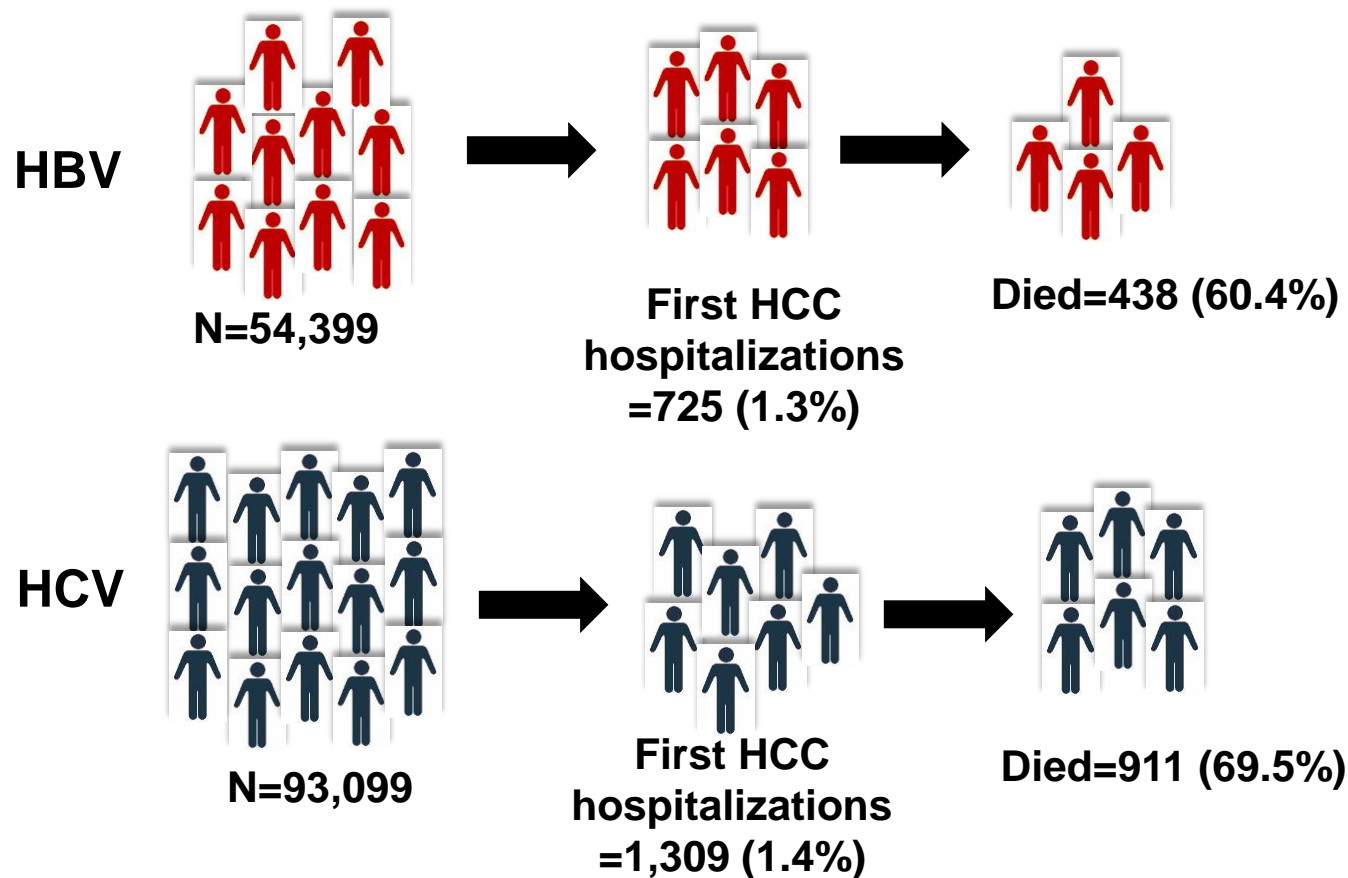 HBV
N=54,399
First HCC
hospitalizations
=725 (1.3%)
Died=438 (60.4%)
HCV
N=93,099
First HCC
hospitalizations
=1,309 (1.4%)
Died=911 (69.5%)